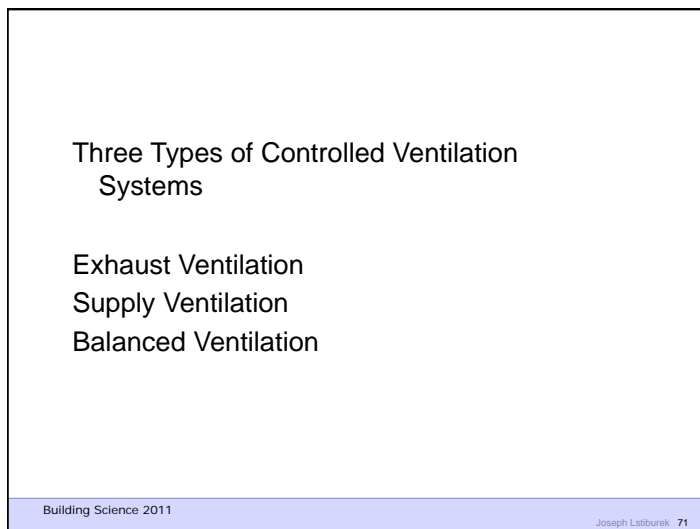 Three Types of Controlled Ventilation
Systems
Exhaust Ventilation
Supply Ventilation
Balanced Ventilation
Building Science 2011
Joseph Lstiburek 71